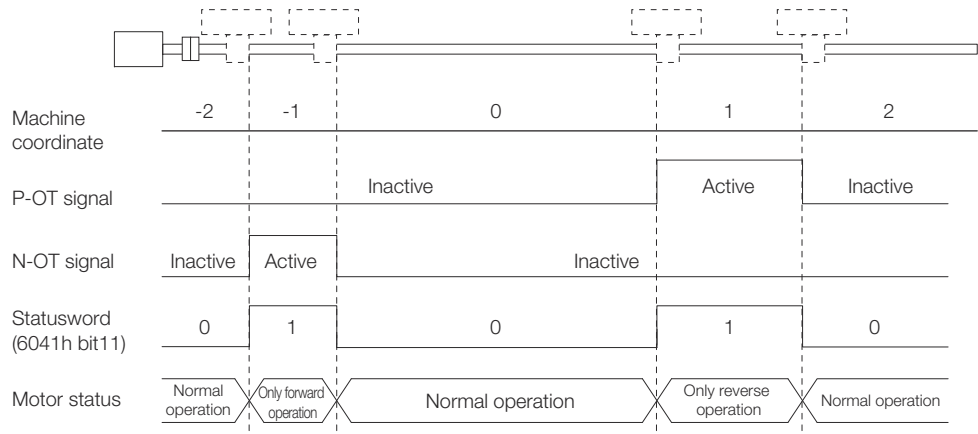 Machine
coordinate
-2 -1 0 1 2
P-OT signal
Inactive Active Inactive
N-OT signal
Inactive Active Inactive
Statusword
(6041h bit11)
0 1 0 1 0
Motor status
Normal
operation
Only forward
operation
Normal operation
Only reverse
operation
Normal operation